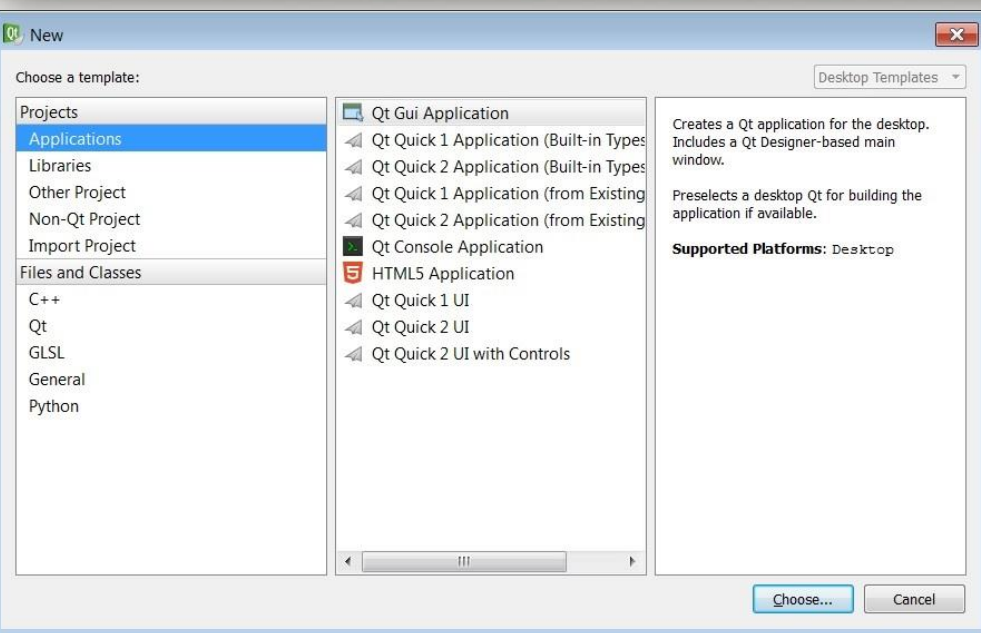 New
Choose a template:
Desktop Templates
Projects
Applications
Libraries
Other Project
Non-Qt Project
Import Project
Files and Classes
C++
Qt
GLSL
General
Python
Qt Gui Application
Qt Quick 1 Application (Built-in Types
Qt Quick 2 Application (Built-in Types
Qt Quick 1 Application (from Existing
Qt Quick 2 Application (from Existing
Qt Console Application
HTML5 Application
Qt Quick 1 UI
Qt Quick 2 UI
Qt Quick 2 UI with Controls
Creates a Qt application for the desktop.
Includes a Qt Designer-based main
window.
Preselects a desktop Qt for building the
application if available.
Supported Platforms: Desktop
Choose...
Cancel